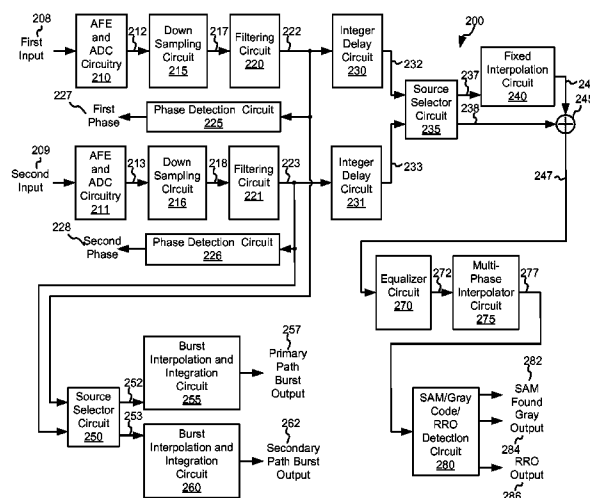 208
First Input
AFE and ADC Circuitry 210
212
Down Sampling Circuit 215
217
Filtering Circuit 220
222
Integer Delay Circuit 230
232
200
227
First Phase
Phase Detection Circuit 225
Source Selector Circuit 235
237
238
Fixed Interpolation Circuit 240
24
245
209
Second Input
AFE and ADC Circuitry 211
213
Down Sampling Circuit 216
218
Filtering Circuit 221
223
Integer Delay Circuit 231
233
247
228
Second Phase
Phase Detection Circuit 226
Equalizer Circuit 270
272
Multi-Phase Interpolator Circuit 275
277
Source Selector Circuit 250
252
253
Burst Interpolation and Integration Circuit 255
257
Primary Path Burst Output
Burst Interpolation and Integration Circuit 260
262
Secondary Path Burst Output
SAM/Gray Code/ RRO Detection Circuit 280
282
SAM Found
Gray Output
284
RRO Output
286